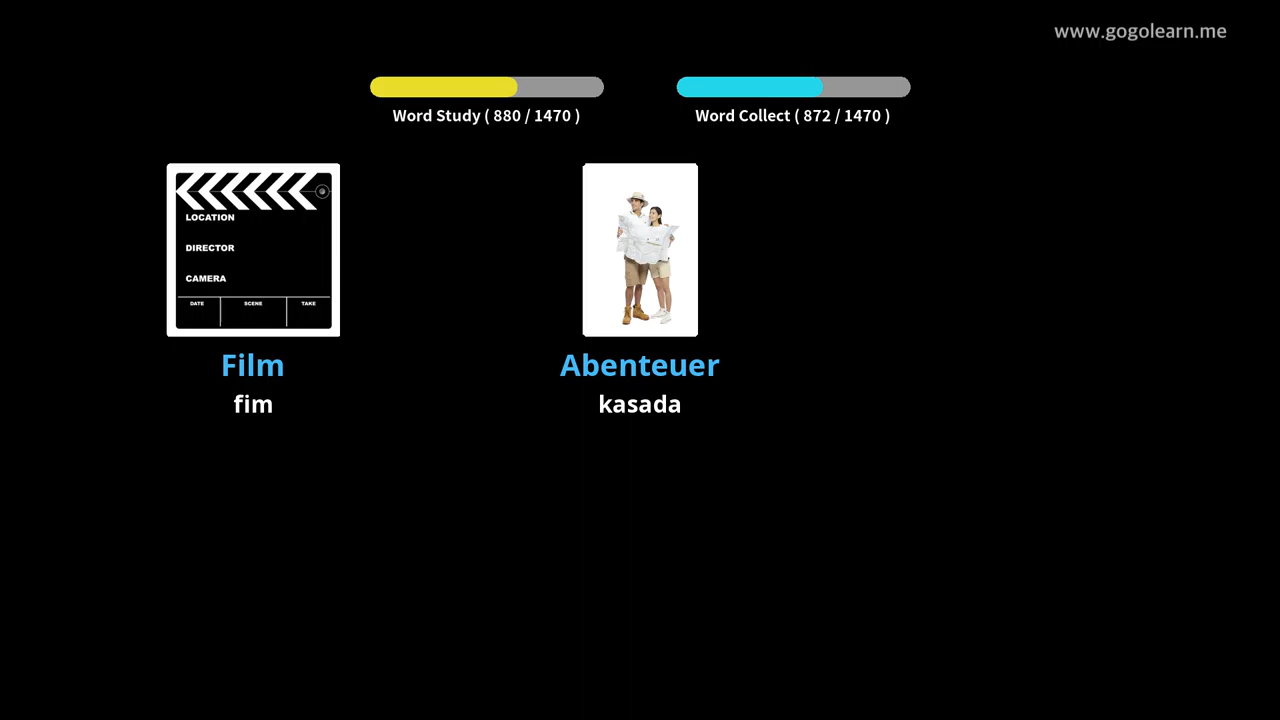 www.gogolearn.me
Word Study ( 880 / 1470 )
Word Collect ( 872 / 1470 )
LOCATION
DIRECTOR
CAMERA
DATE SCENE TAKE
Film
fim
Abenteuer
kasada